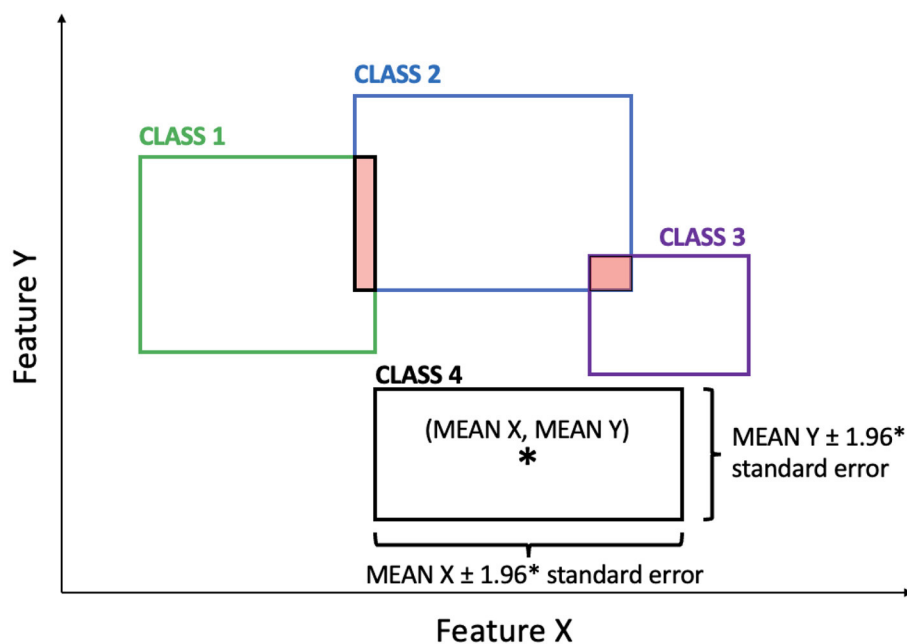 CLASS 2
CLASS 1
CLASS 3
Feature Y
CLASS 4
(MEAN X, MEAN Y)
*
MEAN Y ± 1.96*
standard error
MEAN X ± 1.96* standard error
Feature X